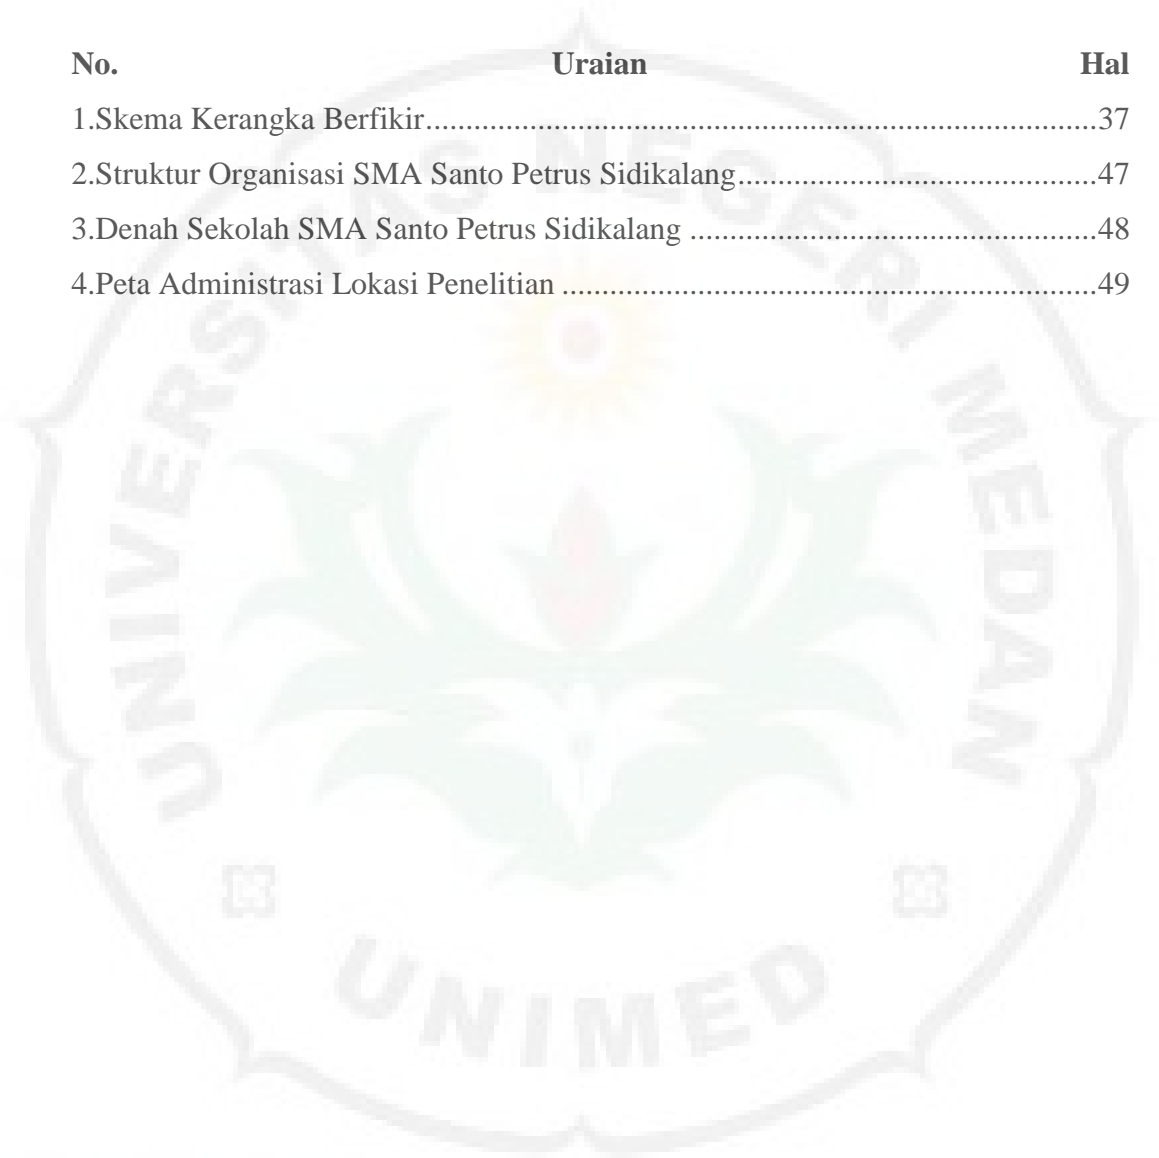 No. Uraian Hal
1.Skema Kerangka Berfikir....................................................................................37
2.Struktur Organisasi SMA Santo Petrus Sidikalang............................................47
3.Denah Sekolah SMA Santo Petrus Sidikalang ..................................................48
4.Peta Administrasi Lokasi Penelitian ..................................................................49
UNIVERSITAS NEGERI MEDAN
UNIMED